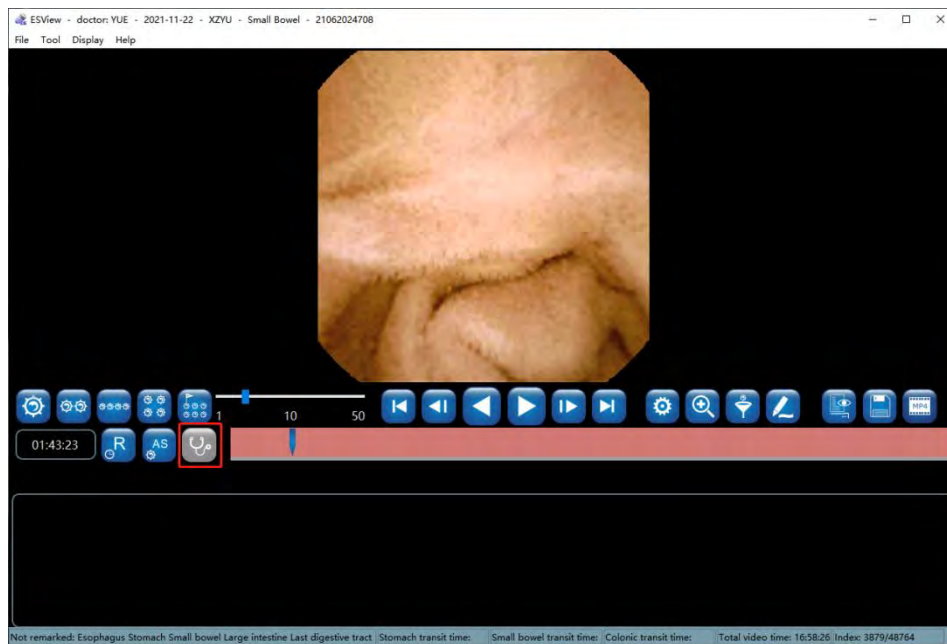 ESView - doctor: YUE - 2021-11-22 - XZYU - Small Bowel - 21062024708
File Tool Display Help
1 10 50
MP4
01:43:23 R AS
Not remarked: Esophagus Stomach Small bowel Large intestine Last digestive tract Stomach transit time: Small bowel transit time: Colonic transit time: Total video time: 16:58:26 Index: 3879/48764